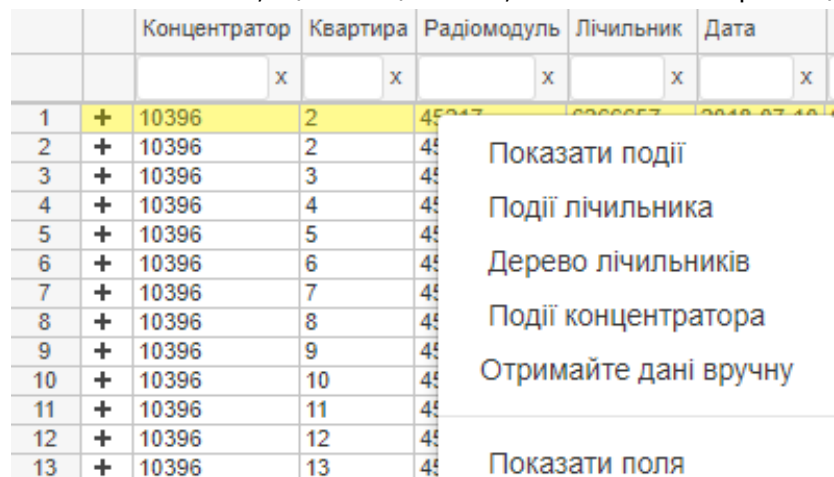 Концентратор Квартира Радіомодуль Лічильник Дата
x x x x x
1 + 10396 2
2 + 10396 2 Показати події
3 + 10396 3
4 + 10396 4 Події лічильника
5 + 10396 5
6 + 10396 6 Дерево лічильників
7 + 10396 7
8 + 10396 8 Події концентратора
9 + 10396 9
10 + 10396 10 Отримайте дані вручну
11 + 10396 11
12 + 10396 12
13 + 10396 13 Показати поля